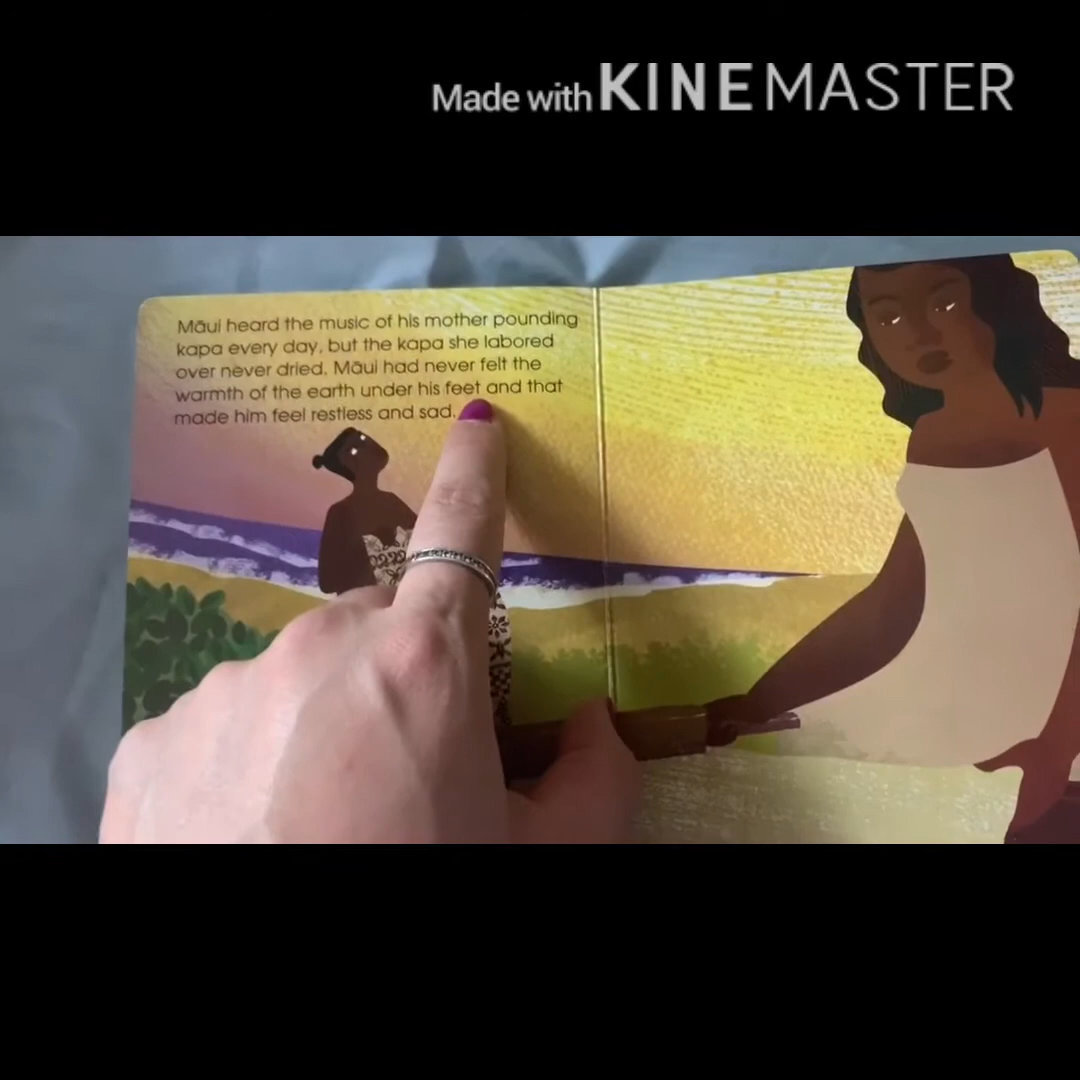 Made with KINEMASTER
Māui heard the music of his mother pounding
kapa every day, but the kapa she labored
over never dried. Māui had never felt the
warmth of the earth under his feet and that
made him feel restless and sad.